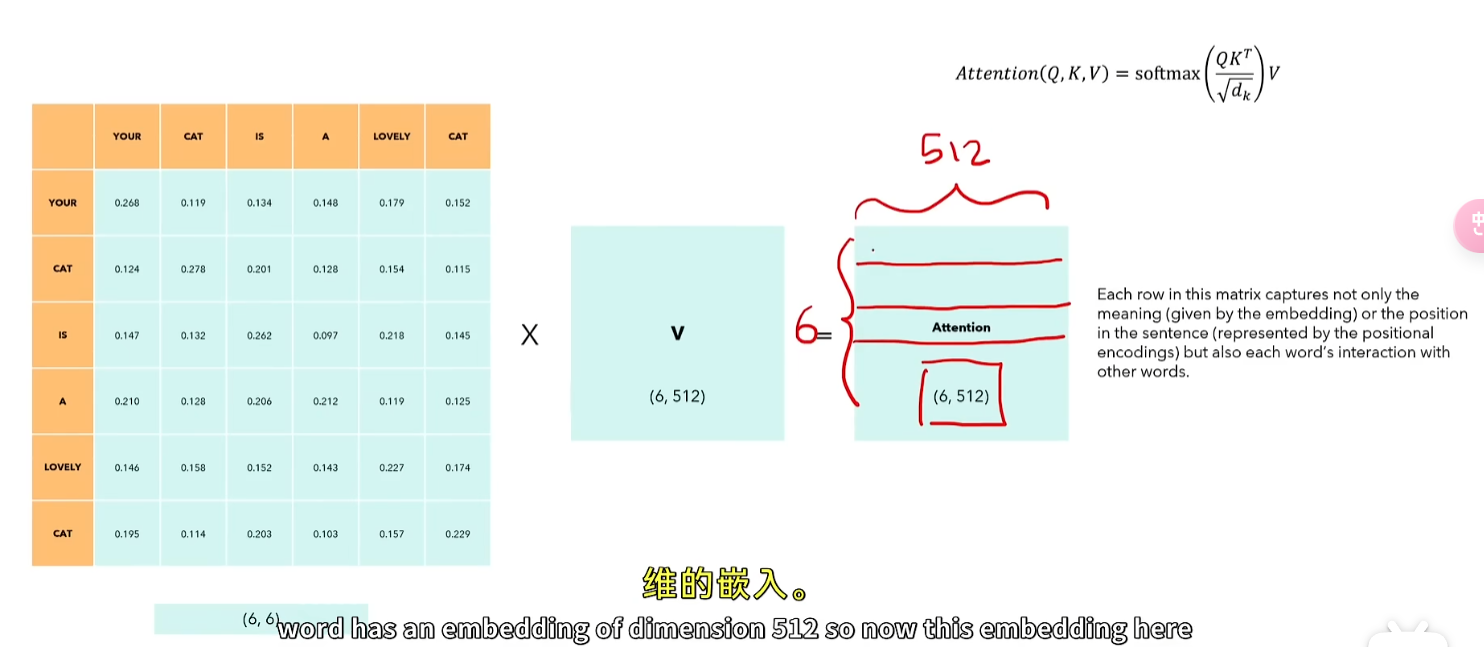 Attention(Q, K, V) = softmax(QKᵀ/√dₖ)V
512
YOUR CAT IS A LOVELY CAT
YOUR 0.268 0.119 0.134 0.148 0.179 0.152
CAT 0.124 0.278 0.201 0.128 0.154 0.115
IS 0.147 0.132 0.262 0.097 0.218 0.145
A 0.210 0.128 0.206 0.212 0.119 0.125
LOVELY 0.146 0.158 0.152 0.143 0.227 0.174
CAT 0.195 0.114 0.203 0.103 0.157 0.229
(6, 6)
X
V
(6, 512)
6
=
Attention
(6, 512)
Each row in this matrix captures not only the
meaning (given by the embedding) or the position
in the sentence (represented by the positional
encodings) but also each word's interaction with
other words.
维的嵌入。
word has an embedding of dimension 512 so now this embedding here